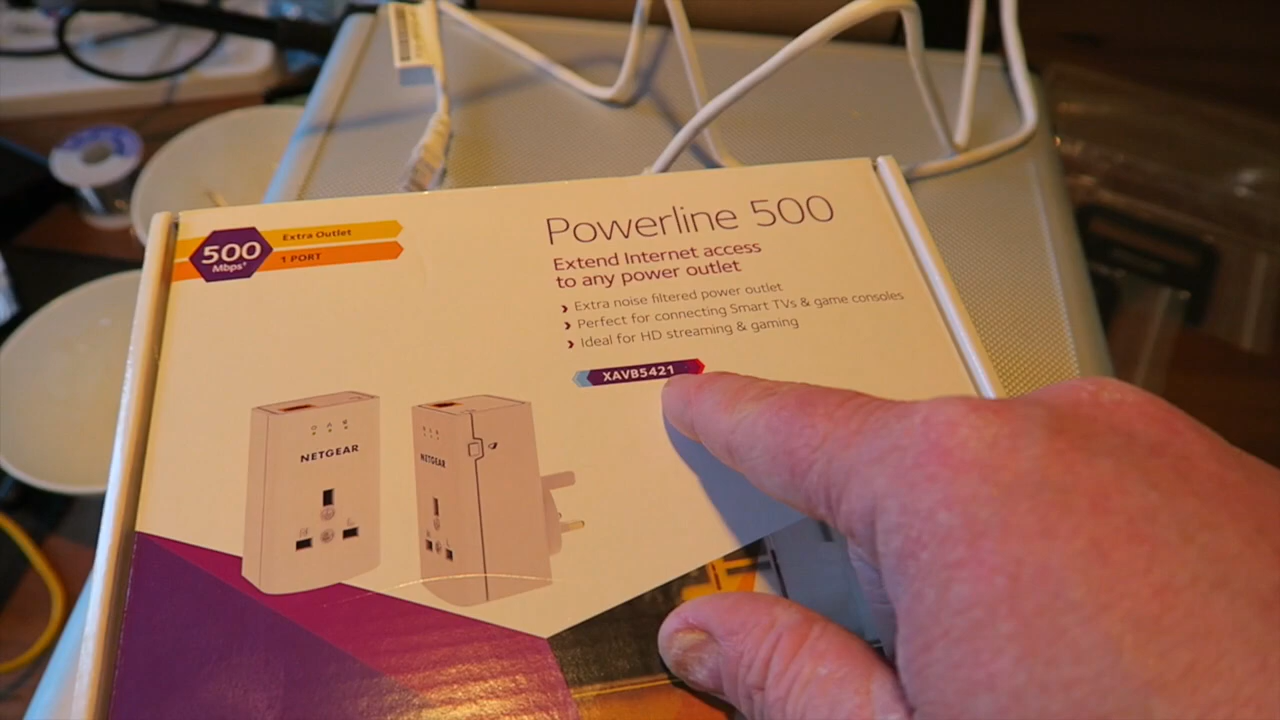 500
Mbps*
Extra Outlet
1 PORT
Powerline 500
Extend Internet access
to any power outlet
› Extra noise filtered power outlet
› Perfect for connecting Smart TVs & game consoles
› Ideal for HD streaming & gaming
XAVB5421
NETGEAR
NETGEAR